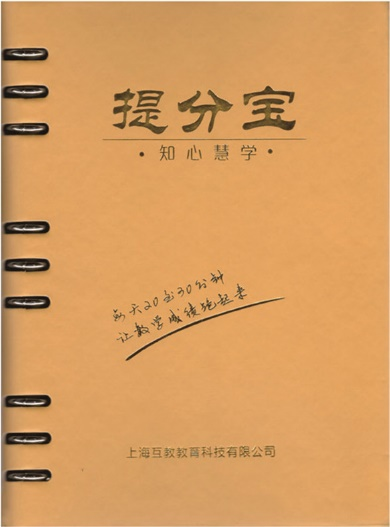 提分宝
·知心慧学·
每天20至30分钟
让数学成绩跑起来
上海互教教育科技有限公司